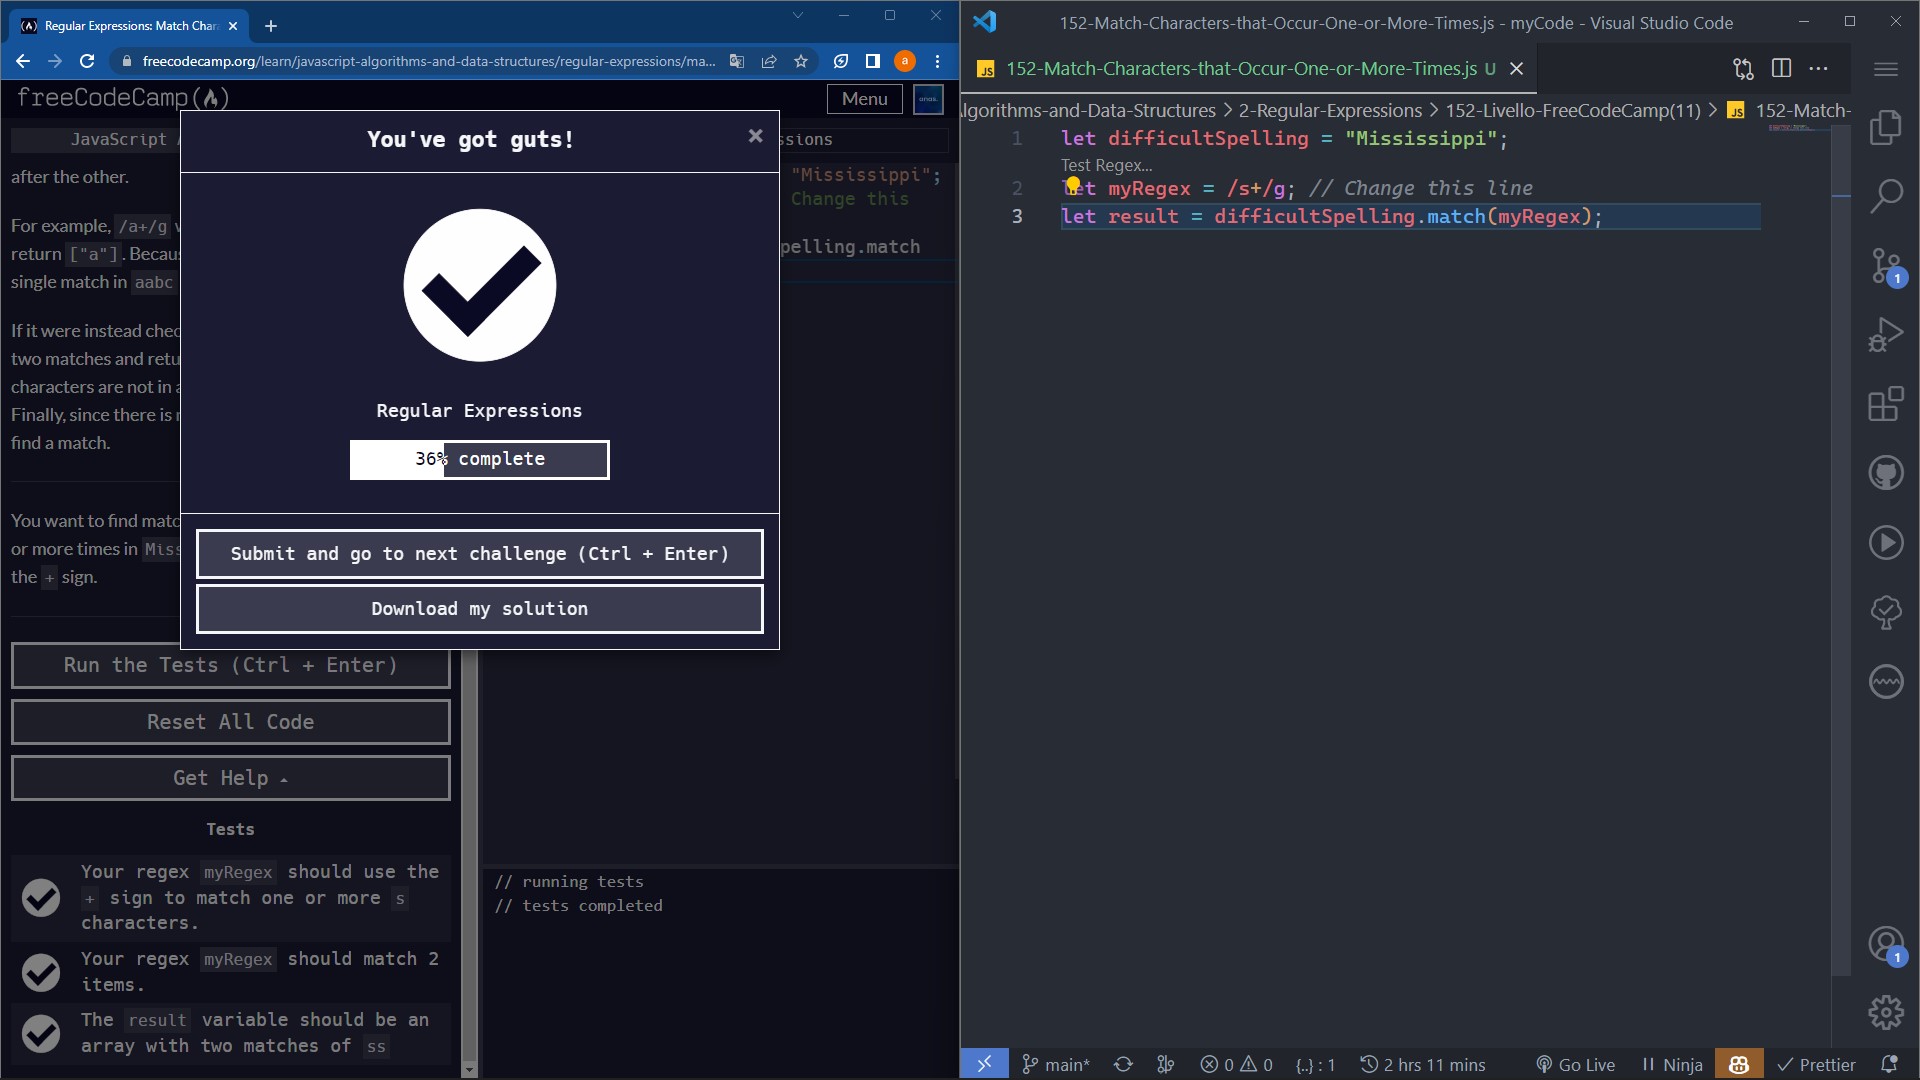 Regular Expressions: Match Char
freecodecamp.org/learn/javascript-algorithms-and-data-structures/regular-expressions/ma...
a
freeCodeCamp
Menu
JavaScript
ssions
after the other.
For example, /a+/g
return ["a"]. Becau
single match in aabc
If it were instead chec
two matches and retu
characters are not in a
Finally, since there is
find a match.
You want to find matc
or more times in Miss
the + sign.
Run the Tests (Ctrl + Enter)
Reset All Code
Get Help
Tests
Your regex myRegex should use the
+ sign to match one or more s
characters.
Your regex myRegex should match 2
items.
The result variable should be an
array with two matches of ss
"Mississippi";
Change this
pelling.match
// running tests
// tests completed
You've got guts!
×
Regular Expressions
36% complete
Submit and go to next challenge (Ctrl + Enter)
Download my solution
152-Match-Characters-that-Occur-One-or-More-Times.js - myCode - Visual Studio Code
JS 152-Match-Characters-that-Occur-One-or-More-Times.js U
lgorithms-and-Data-Structures > 2-Regular-Expressions > 152-Livello-FreeCodeCamp(11) > JS 152-Match-
1 let difficultSpelling = "Mississippi";
Test Regex...
2 let myRegex = /s+/g; // Change this line
3 let result = difficultSpelling.match(myRegex);
1
1
main* 0 0 {..} : 1 2 hrs 11 mins Go Live Ninja Prettier